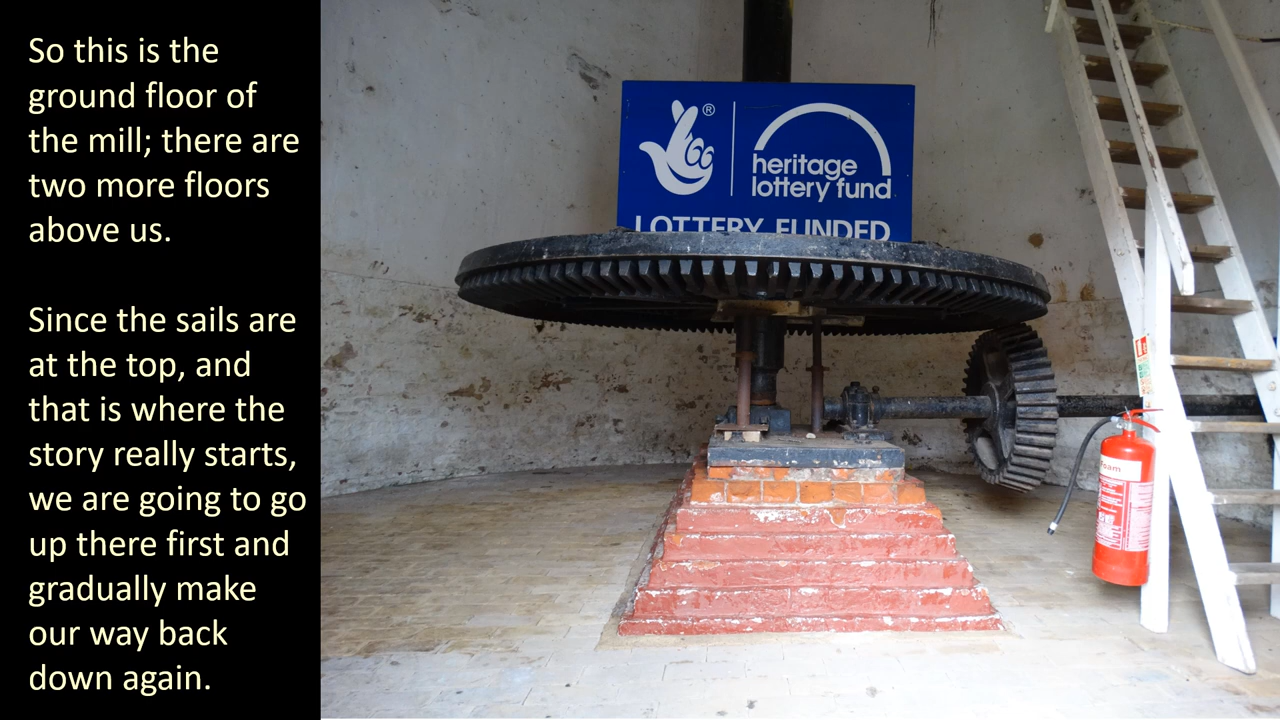 So this is the
ground floor of
the mill; there are
two more floors
above us.
Since the sails are
at the top, and
that is where the
story really starts,
we are going to go
up there first and
gradually make
our way back
down again.
®
heritage
lottery fund
LOTTERY FUNDED
Foam